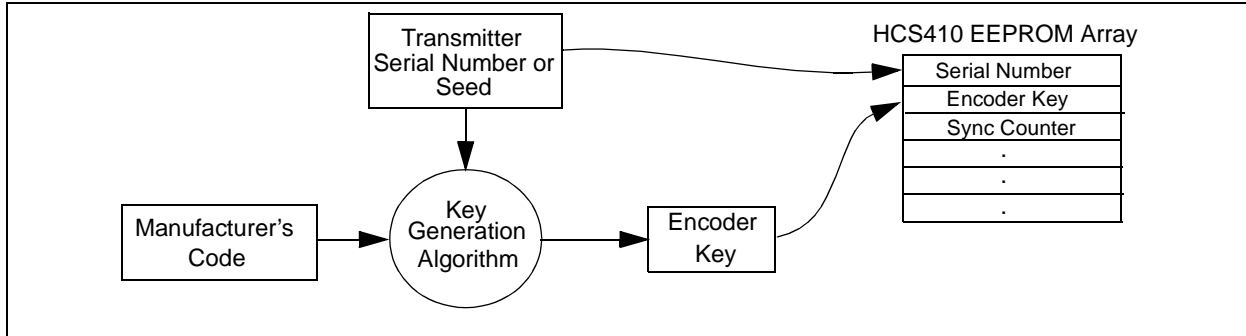 Transmitter
Serial Number or
Seed
HCS410 EEPROM Array
Serial Number
Encoder Key
Sync Counter
.
.
.
Manufacturer's
Code
Key
Generation
Algorithm
Encoder
Key